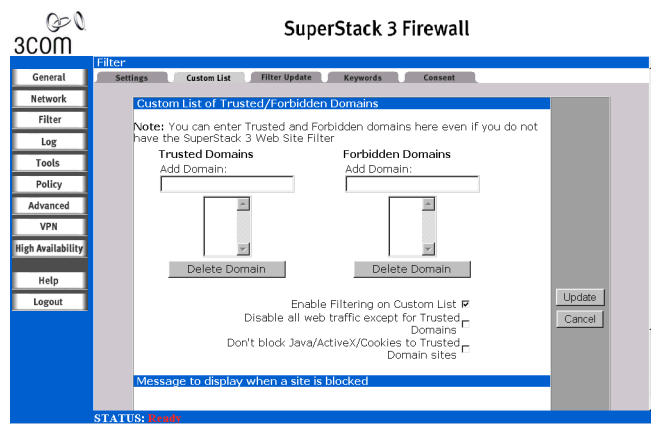 3COM
SuperStack 3 Firewall
Filter
General
Network
Filter
Log
Tools
Policy
Advanced
VPN
High Availability
Help
Logout
Settings
Custom List
Filter Update
Keywords
Consent
Custom List of Trusted/Forbidden Domains
Note: You can enter Trusted and Forbidden domains here even if you do not
have the SuperStack 3 Web Site Filter
Trusted Domains
Add Domain:
Delete Domain
Forbidden Domains
Add Domain:
Delete Domain
Enable Filtering on Custom List
Disable all web traffic except for Trusted
Domains
Don't block Java/ActiveX/Cookies to Trusted
Domain sites
Update
Cancel
Message to display when a site is blocked
STATUS: Ready